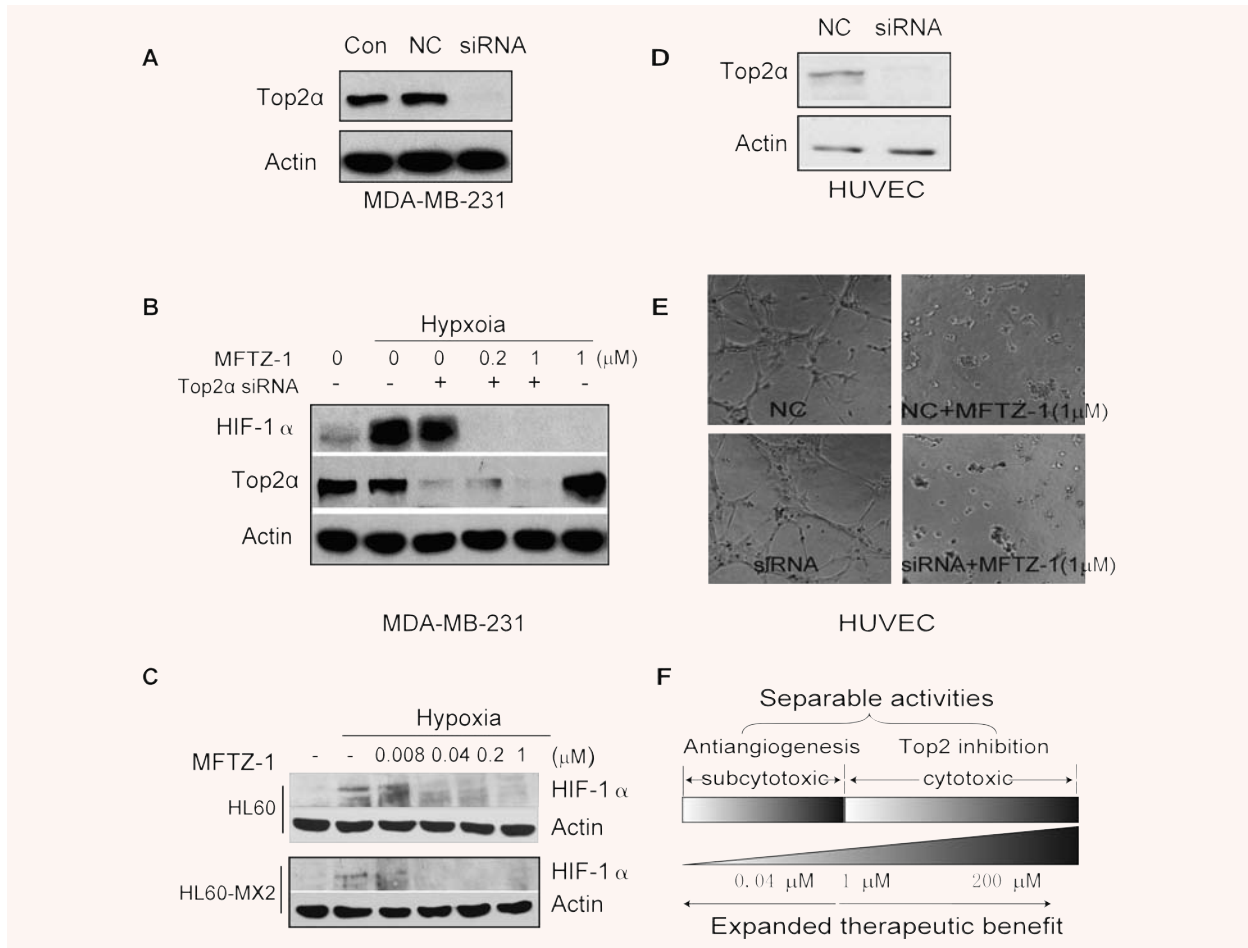 A
Con NC siRNA
Top2α
Actin
MDA-MB-231
D
NC siRNA
Top2α
Actin
HUVEC
B
Hypxoia
MFTZ-1 0 0 0 0.2 1 1 (μM)
Top2α siRNA - - + + + -
HIF-1 α
Top2α
Actin
MDA-MB-231
E
NC
NC+MFTZ-1(1μM)
siRNA
siRNA+MFTZ-1(1μM)
HUVEC
C
Hypoxia
MFTZ-1 - - 0.008 0.04 0.2 1 (μM)
HL60
HIF-1 α
Actin
HL60-MX2
HIF-1 α
Actin
F
Separable activities
Antiangiogenesis Top2 inhibition
subcytotoxic cytotoxic
0.04 μM 1 μM 200 μM
Expanded therapeutic benefit